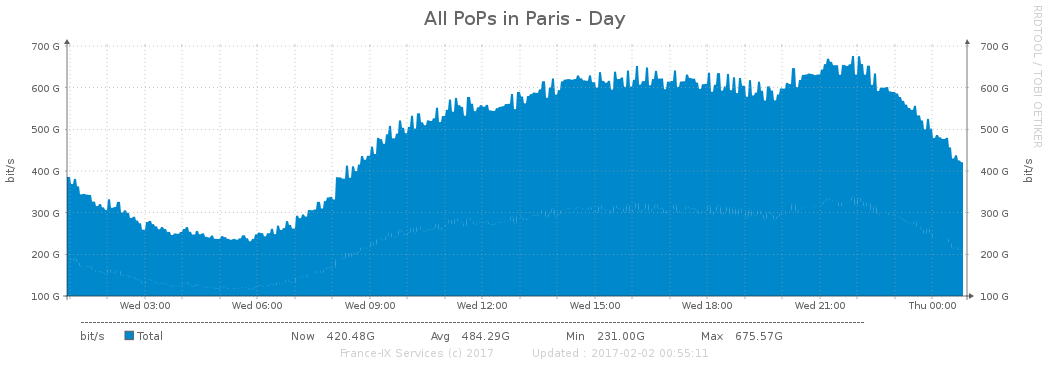 All PoPs in Paris - Day
RRDTOOL / TOBI OETIKER
700 G 700 G
600 G 600 G
500 G 500 G
400 G 400 G
300 G 300 G
200 G 200 G
100 G 100 G
bit/s bit/s
Wed 03:00 Wed 06:00 Wed 09:00 Wed 12:00 Wed 15:00 Wed 18:00 Wed 21:00 Thu 00:00
bit/s Total Now 420.48G Avg 484.29G Min 231.00G Max 675.57G
France-IX Services (c) 2017 Updated : 2017-02-02 00:55:11